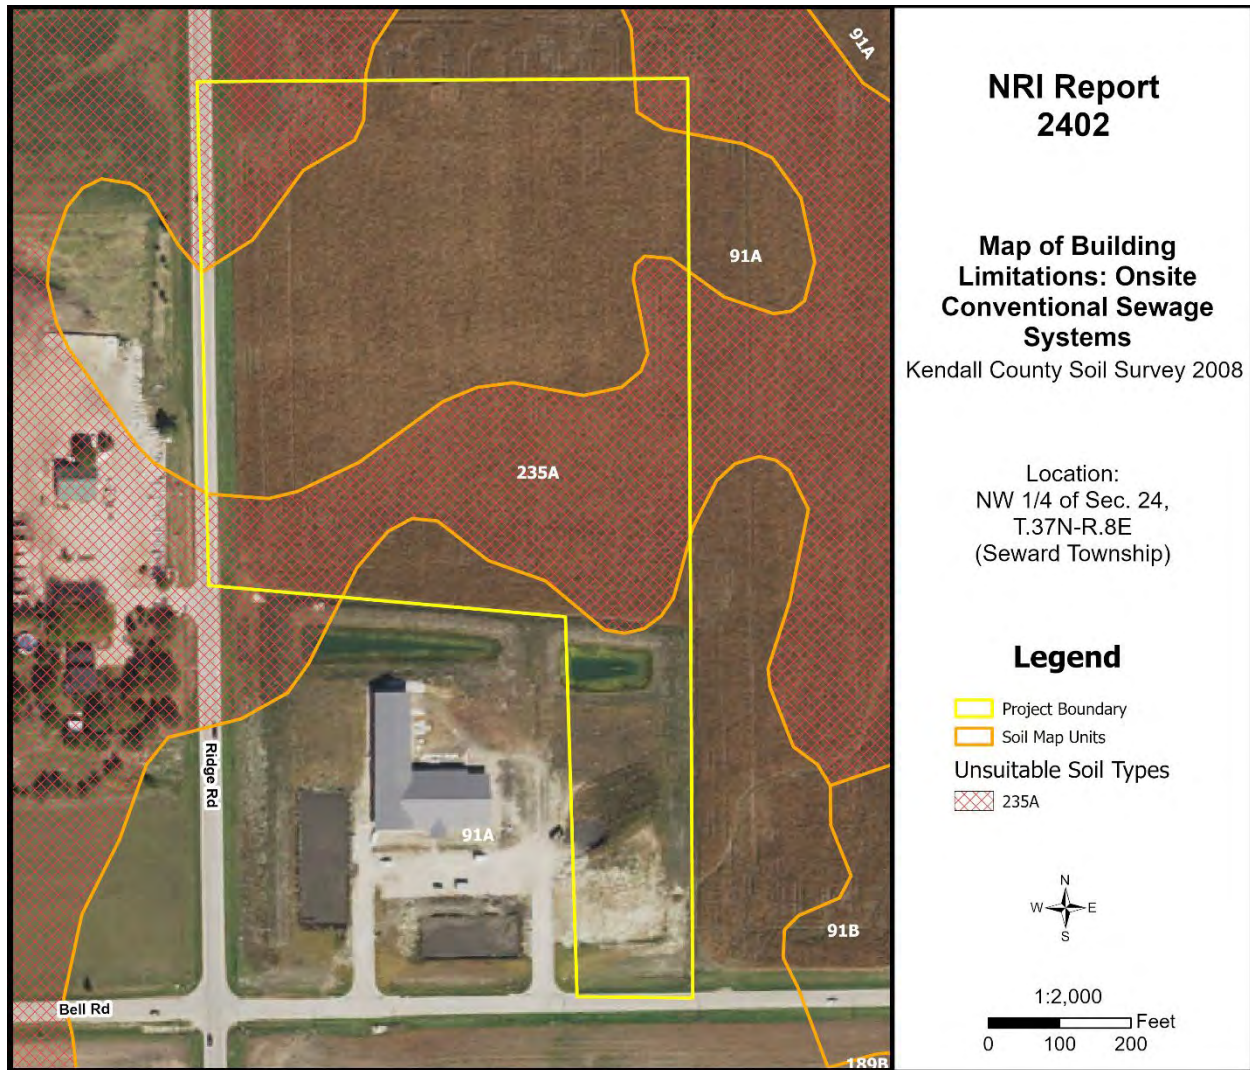 91A
91A
235A
91A
91B
189B
Ridge Rd
Bell Rd
NRI Report
2402
Map of Building
Limitations: Onsite
Conventional Sewage
Systems
Kendall County Soil Survey 2008
Location:
NW 1/4 of Sec. 24,
T.37N-R.8E
(Seward Township)
Legend
Project Boundary
Soil Map Units
Unsuitable Soil Types
235A
N
W E
S
1:2,000
Feet
0 100 200